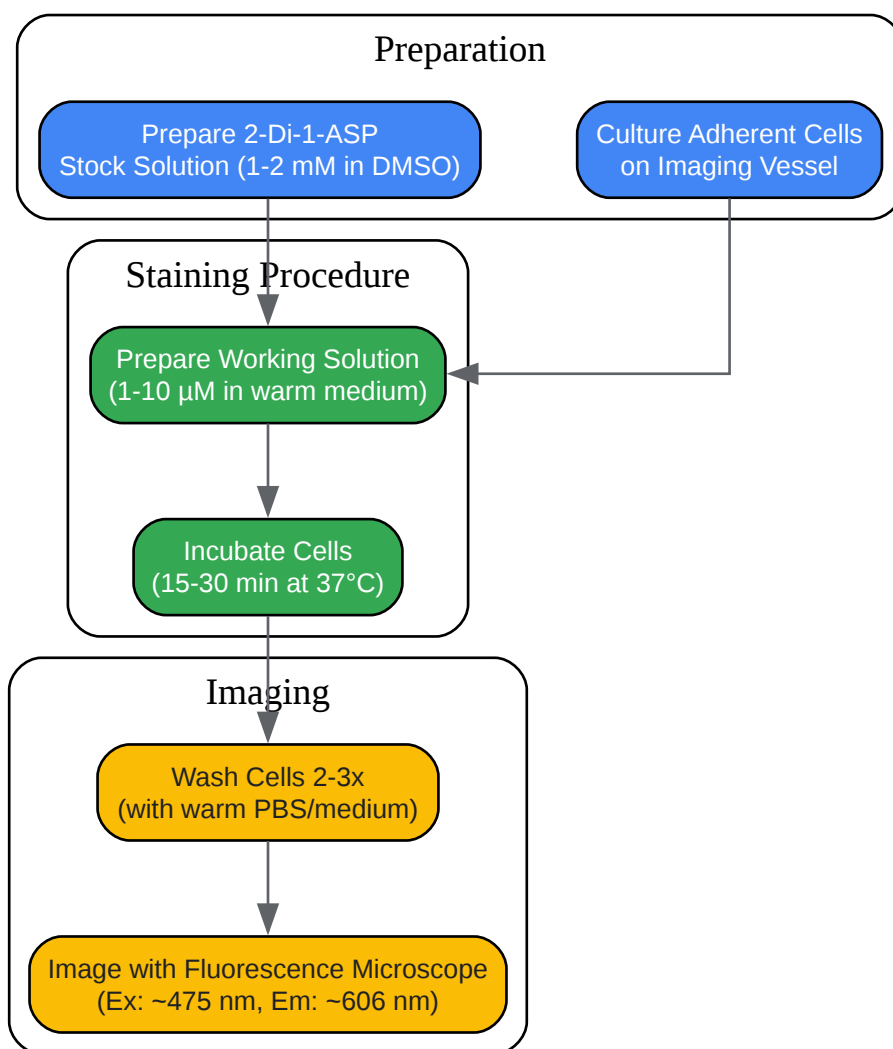 Preparation
Prepare 2-Di-1-ASP
Stock Solution (1-2 mM in DMSO)
Culture Adherent Cells
on Imaging Vessel
Staining Procedure
Prepare Working Solution
(1-10 µM in warm medium)
Incubate Cells
(15-30 min at 37°C)
Imaging
Wash Cells 2-3x
(with warm PBS/medium)
Image with Fluorescence Microscope
(Ex: ~475 nm, Em: ~606 nm)